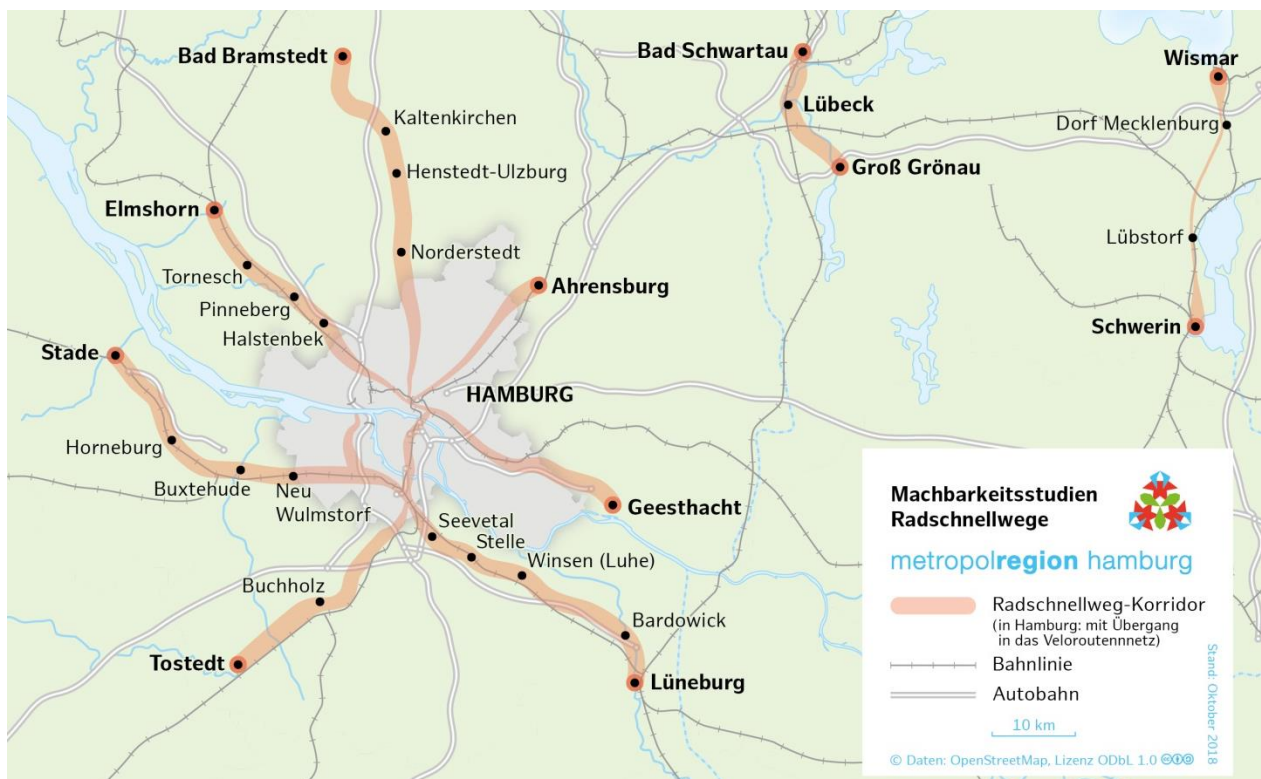 Bad Bramstedt
Bad Schwartau
Wismar
Kaltenkirchen
Lübeck
Dorf Mecklenburg
Henstedt-Ulzburg
Groß Grönau
Elmshorn
Norderstedt
Lübstorf
Tornesch
Ahrensburg
Pinneberg
Halstenbek
Schwerin
Stade
HAMBURG
Horneburg
Buxtehude
Neu
Wulmstorf
Geesthacht
Seevetal
Stelle
Winsen (Luhe)
Buchholz
Bardowick
Tostedt
Lüneburg
Machbarkeitsstudien
Radschnellwege
metropolregion hamburg
Radschnellweg-Korridor
(in Hamburg: mit Übergang
in das Veloroutennnetz)
Bahnlinie
Autobahn
10 km
Stand: Oktober 2018
© Daten: OpenStreetMap, Lizenz ODbL 1.0